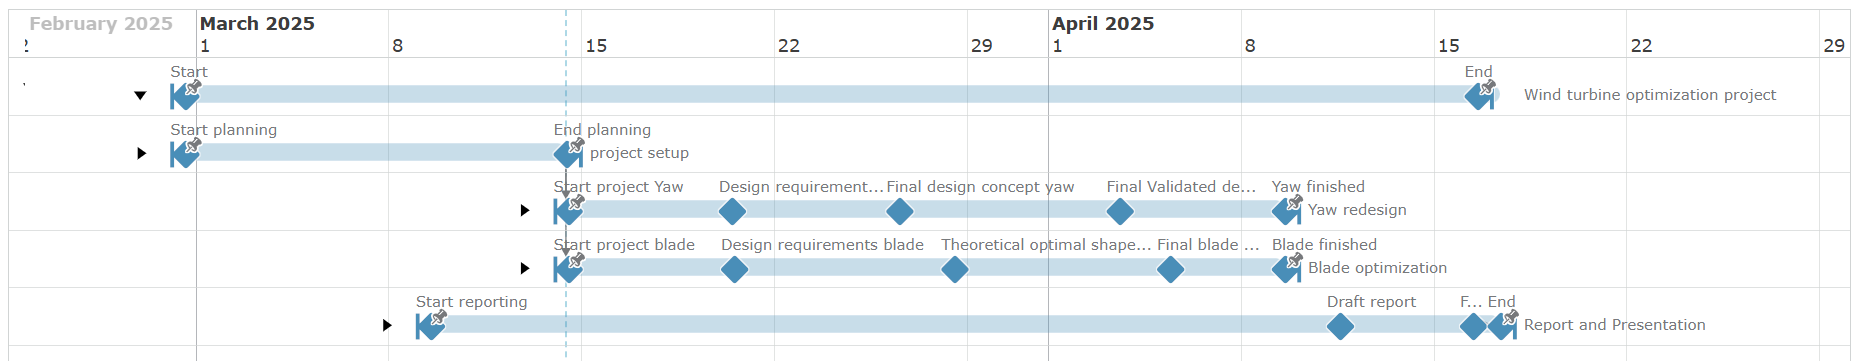 February 2025 March 2025 April 2025
1 8 15 22 29 1 8 15 22 29
Start End
Wind turbine optimization project
Start planning End planning
project setup
Start project Yaw Design requirement... Final design concept yaw Final Validated de... Yaw finished
Yaw redesign
Start project blade Design requirements blade Theoretical optimal shape... Final blade ... Blade finished
Blade optimization
Start reporting Draft report F... End
Report and Presentation